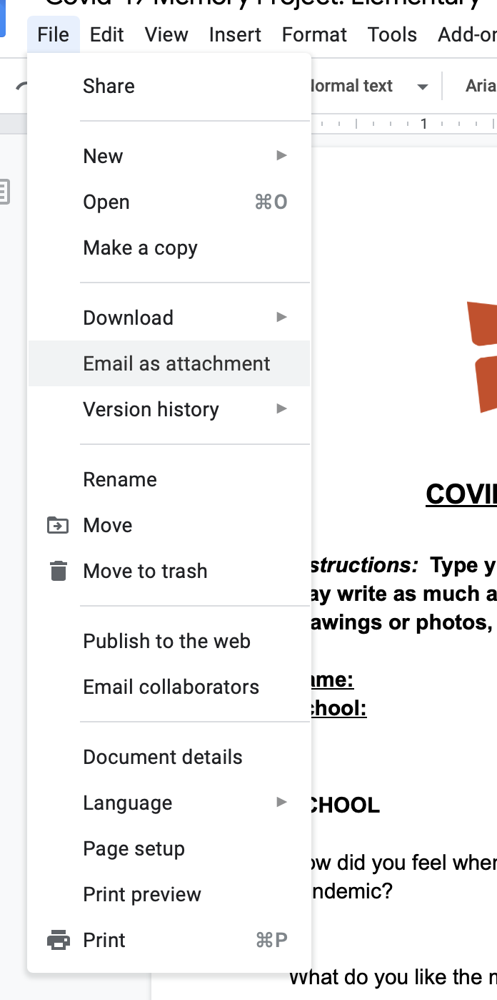 Covid-19 Memory Project: Elementary
File Edit View Insert Format Tools Add-on
Normal text Aria
1
Share
New
Open ⌘O
Make a copy
Download
Email as attachment
Version history
Rename
Move
Move to trash
Publish to the web
Email collaborators
Document details
Language
Page setup
Print preview
Print ⌘P
COVI
structions: Type y
ay write as much a
awings or photos,
ame:
chool:
CHOOL
ow did you feel when
ndemic?
What do you like the m